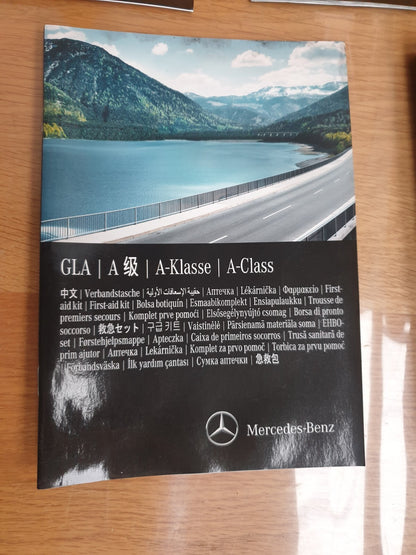 GLA | A 级 | A-Klasse | A-Class
中文 | Verbandstasche | حقيبة الإسعافات الأولية | Аптечка | Lékárnička | Φαρμακείο | First-
aid kit | First-aid kit | Bolsa botiquín | Esmaabikomplekt | Ensiapulaukku | Trousse de
premiers secours | Komplet prve pomoći | Elsősegélynyújtó csomag | Borsa di pronto
soccorso | 救急セット | 구급 키트 | Vaistinėlė | Pārsienamā materiāla soma | EHBO-
set | Førstehjelpsmappe | Apteczka | Caixa de primeiros socorros | Trusă sanitară de
prim ajutor | Аптечка | Lekárnička | Komplet za prvo pomoč | Torbica za prvu pomoć
| Förbandsväska | İlk yardım çantası | Сумка аптечки | 急救包
Mercedes-Benz